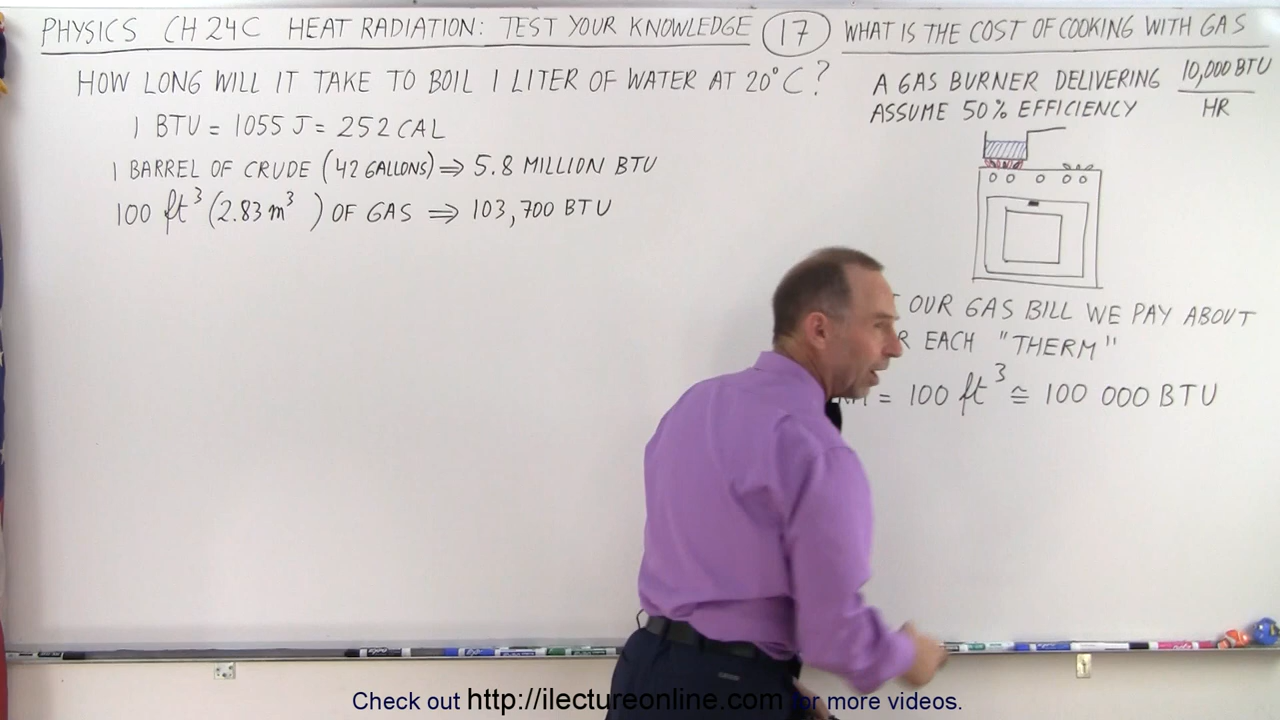 PHYSICS CH 24C HEAT RADIATION: TEST YOUR KNOWLEDGE 17 WHAT IS THE COST OF COOKING WITH GAS
HOW LONG WILL IT TAKE TO BOIL 1 LITER OF WATER AT 20°C?
1 BTU = 1055 J = 252 CAL
1 BARREL OF CRUDE (42 GALLONS) ⇒ 5.8 MILLION BTU
100 ft³ (2.83 m³ ) OF GAS ⇒ 103,700 BTU
A GAS BURNER DELIVERING 10,000 BTU / HR
ASSUME 50% EFFICIENCY
OUR GAS BILL WE PAY ABOUT
EACH "THERM"
= 100 ft³ ≅ 100 000 BTU
Check out http://ilectureonline.com for more videos.